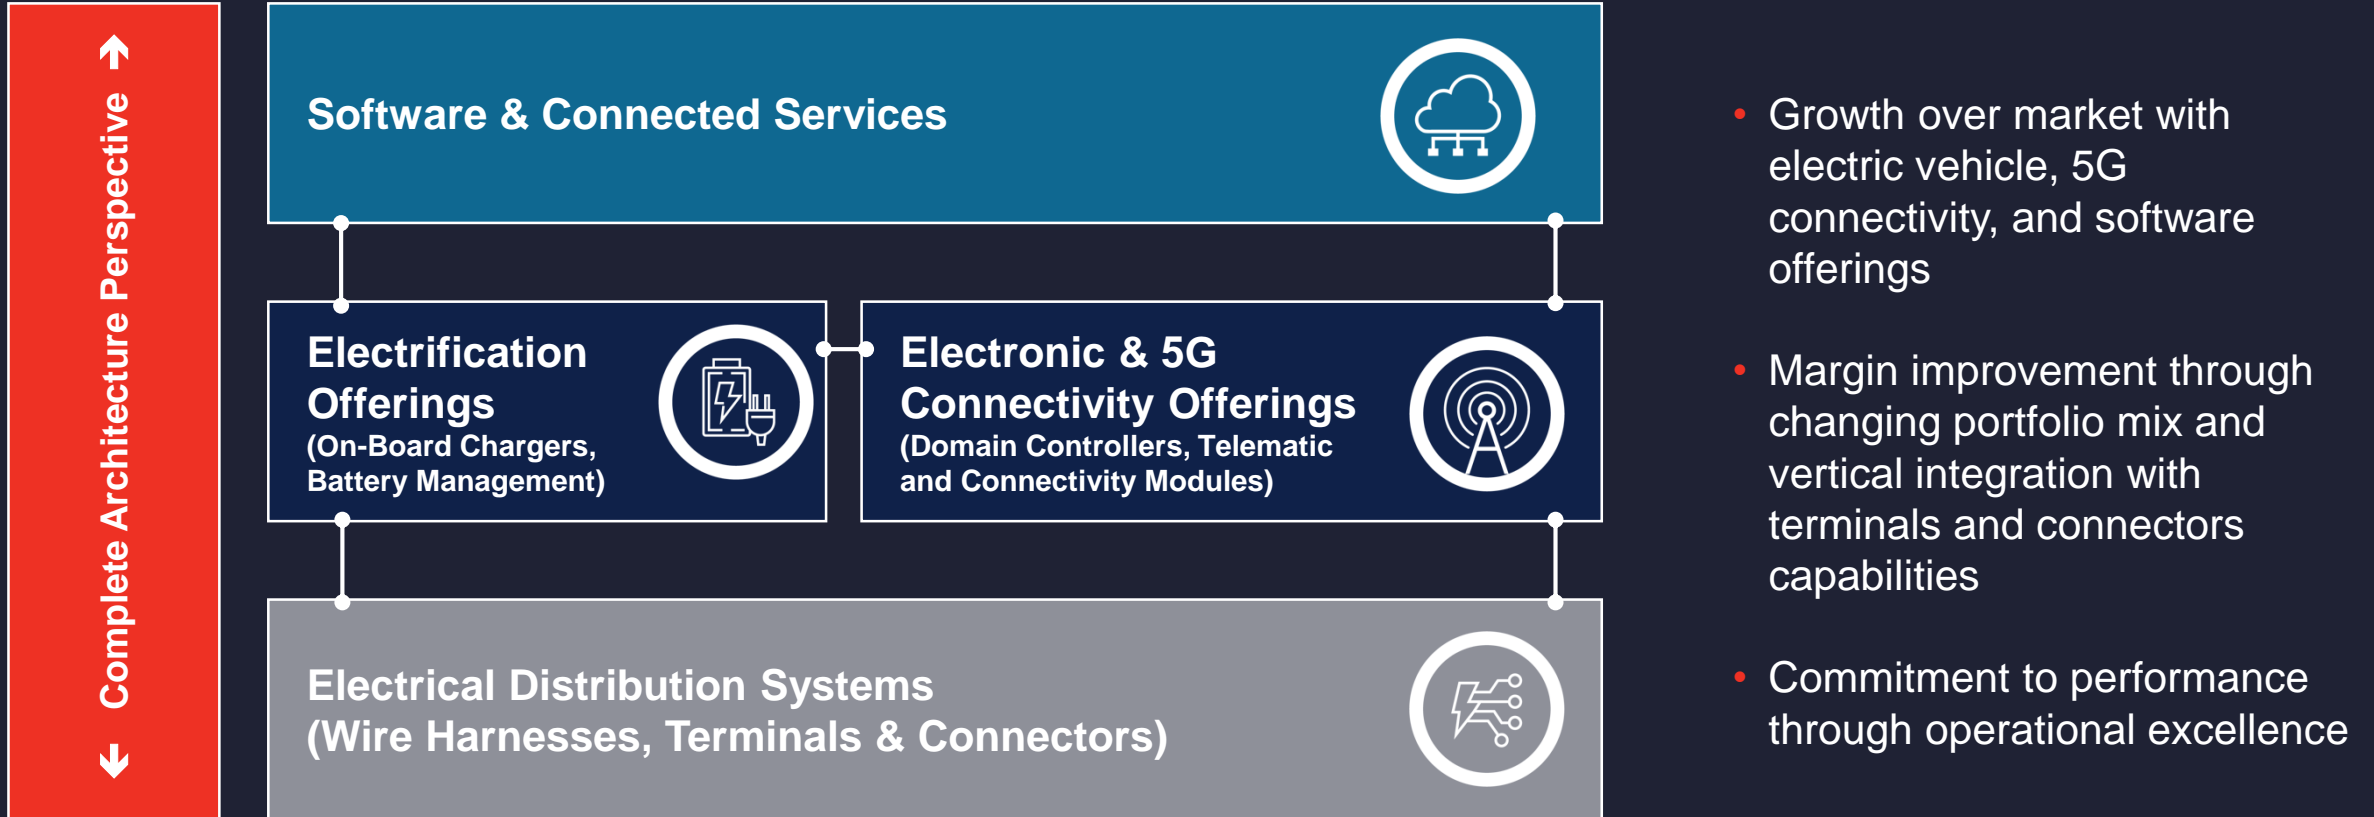 ← Complete Architecture Perspective →
Software & Connected Services
Electrification
Offerings
(On-Board Chargers,
Battery Management)
Electronic & 5G
Connectivity Offerings
(Domain Controllers, Telematic
and Connectivity Modules)
Electrical Distribution Systems
(Wire Harnesses, Terminals & Connectors)
• Growth over market with
electric vehicle, 5G
connectivity, and software
offerings
• Margin improvement through
changing portfolio mix and
vertical integration with
terminals and connectors
capabilities
• Commitment to performance
through operational excellence